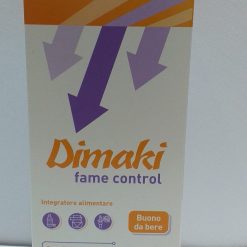 Dimaki
fame control
integratore alimentare
Buono
da bere